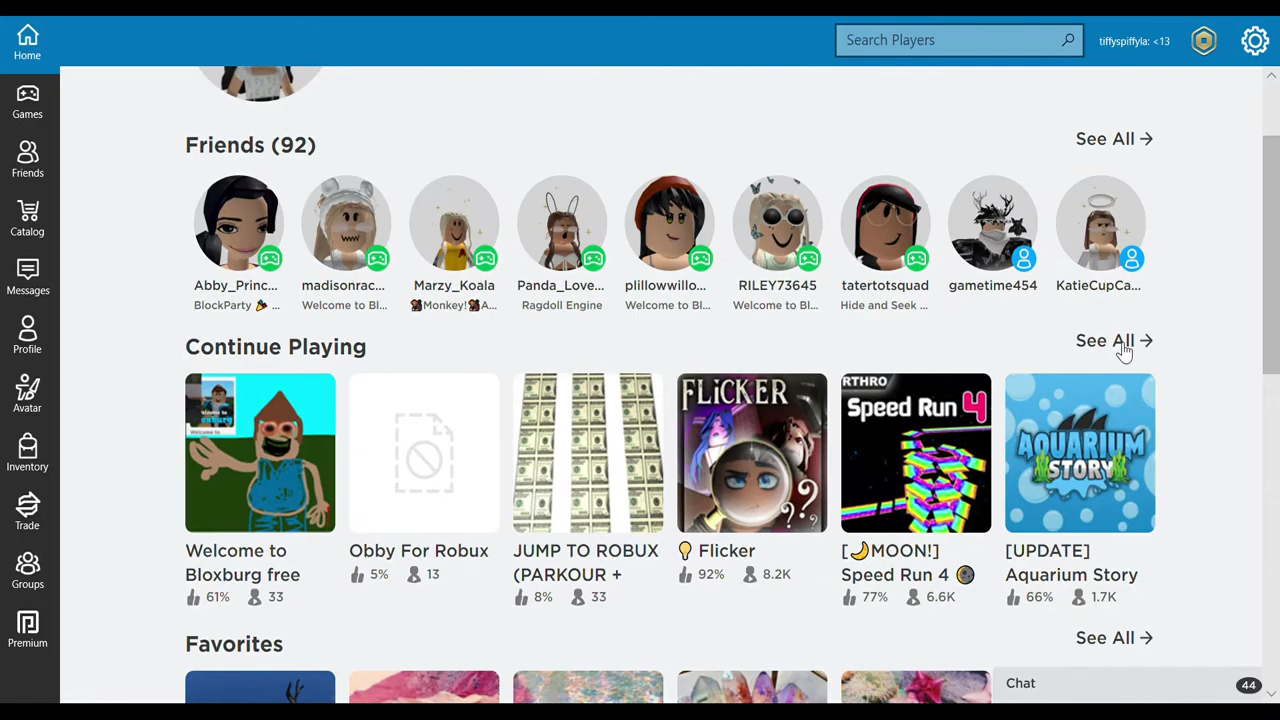 Home
Search Players
tiffyspiffyla: <13
Games
Friends
Catalog
Messages
Profile
Avatar
Inventory
Trade
Groups
Premium
Friends (92)
See All
Abby_Princ...
BlockParty 🎉 ...
madisonrac...
Welcome to Bl...
Marzy_Koala
🐒Monkey!🐒A...
Panda_Love...
Ragdoll Engine
plillowwillo...
Welcome to Bl...
RILEY73645
Welcome to Bl...
tatertotsquad
Hide and Seek ...
gametime454
KatieCupCa...
Continue Playing
See All
Welcome to
FLiCKER
??
RTHRO
Speed Run 4
AQUARIUM
STORY
Welcome to
Bloxburg free
61% 33
Obby For Robux
5% 13
JUMP TO ROBUX
(PARKOUR +
8% 33
💡 Flicker
92% 8.2K
[🌙MOON!]
Speed Run 4 🌑
77% 6.6K
[UPDATE]
Aquarium Story
66% 1.7K
Favorites
See All
Chat
44